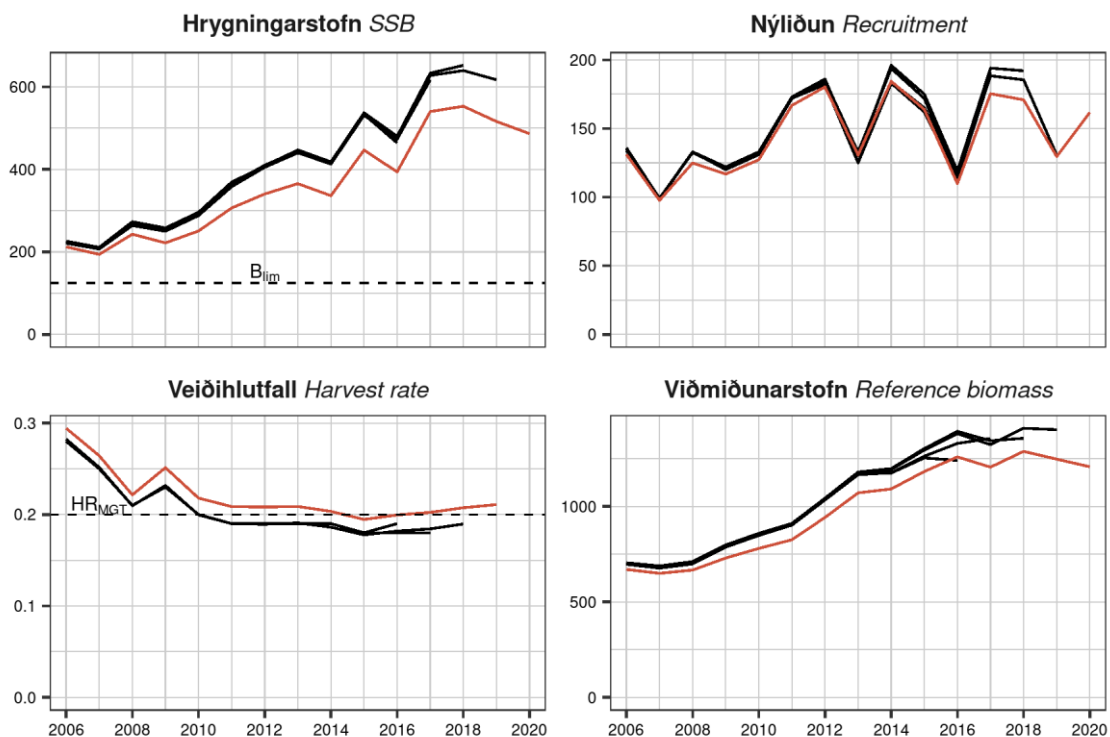 Hrygningarstofn SSB
600
400
200
0
Blim
Nýliðun Recruitment
200
150
100
50
0
Veiðihlutfall Harvest rate
0.3
0.2
0.1
0.0
HRMGT
2006 2008 2010 2012 2014 2016 2018 2020
Viðmiðunarstofn Reference biomass
1000
500
0
2006 2008 2010 2012 2014 2016 2018 2020